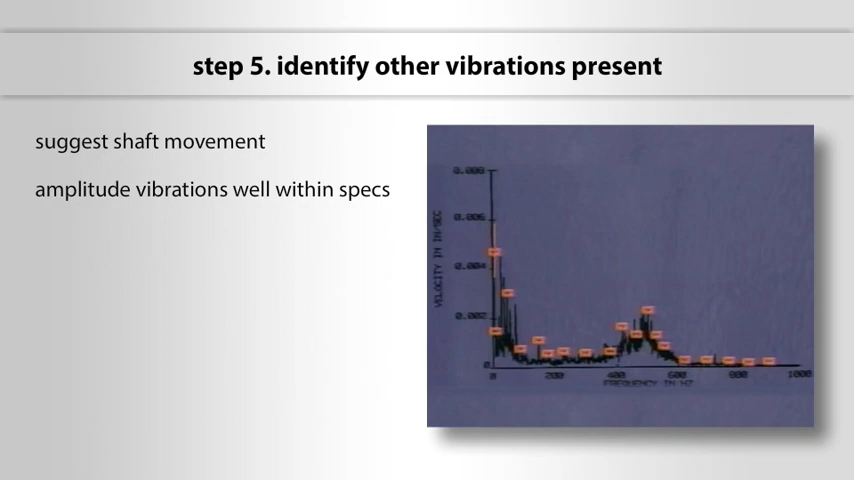 step 5. identify other vibrations present
suggest shaft movement
amplitude vibrations well within specs
0.008
0.006
0.004
0.002
0
VELOCITY IN IN/SEC
0 200 400 600 800 1000
FREQUENCY IN HZ